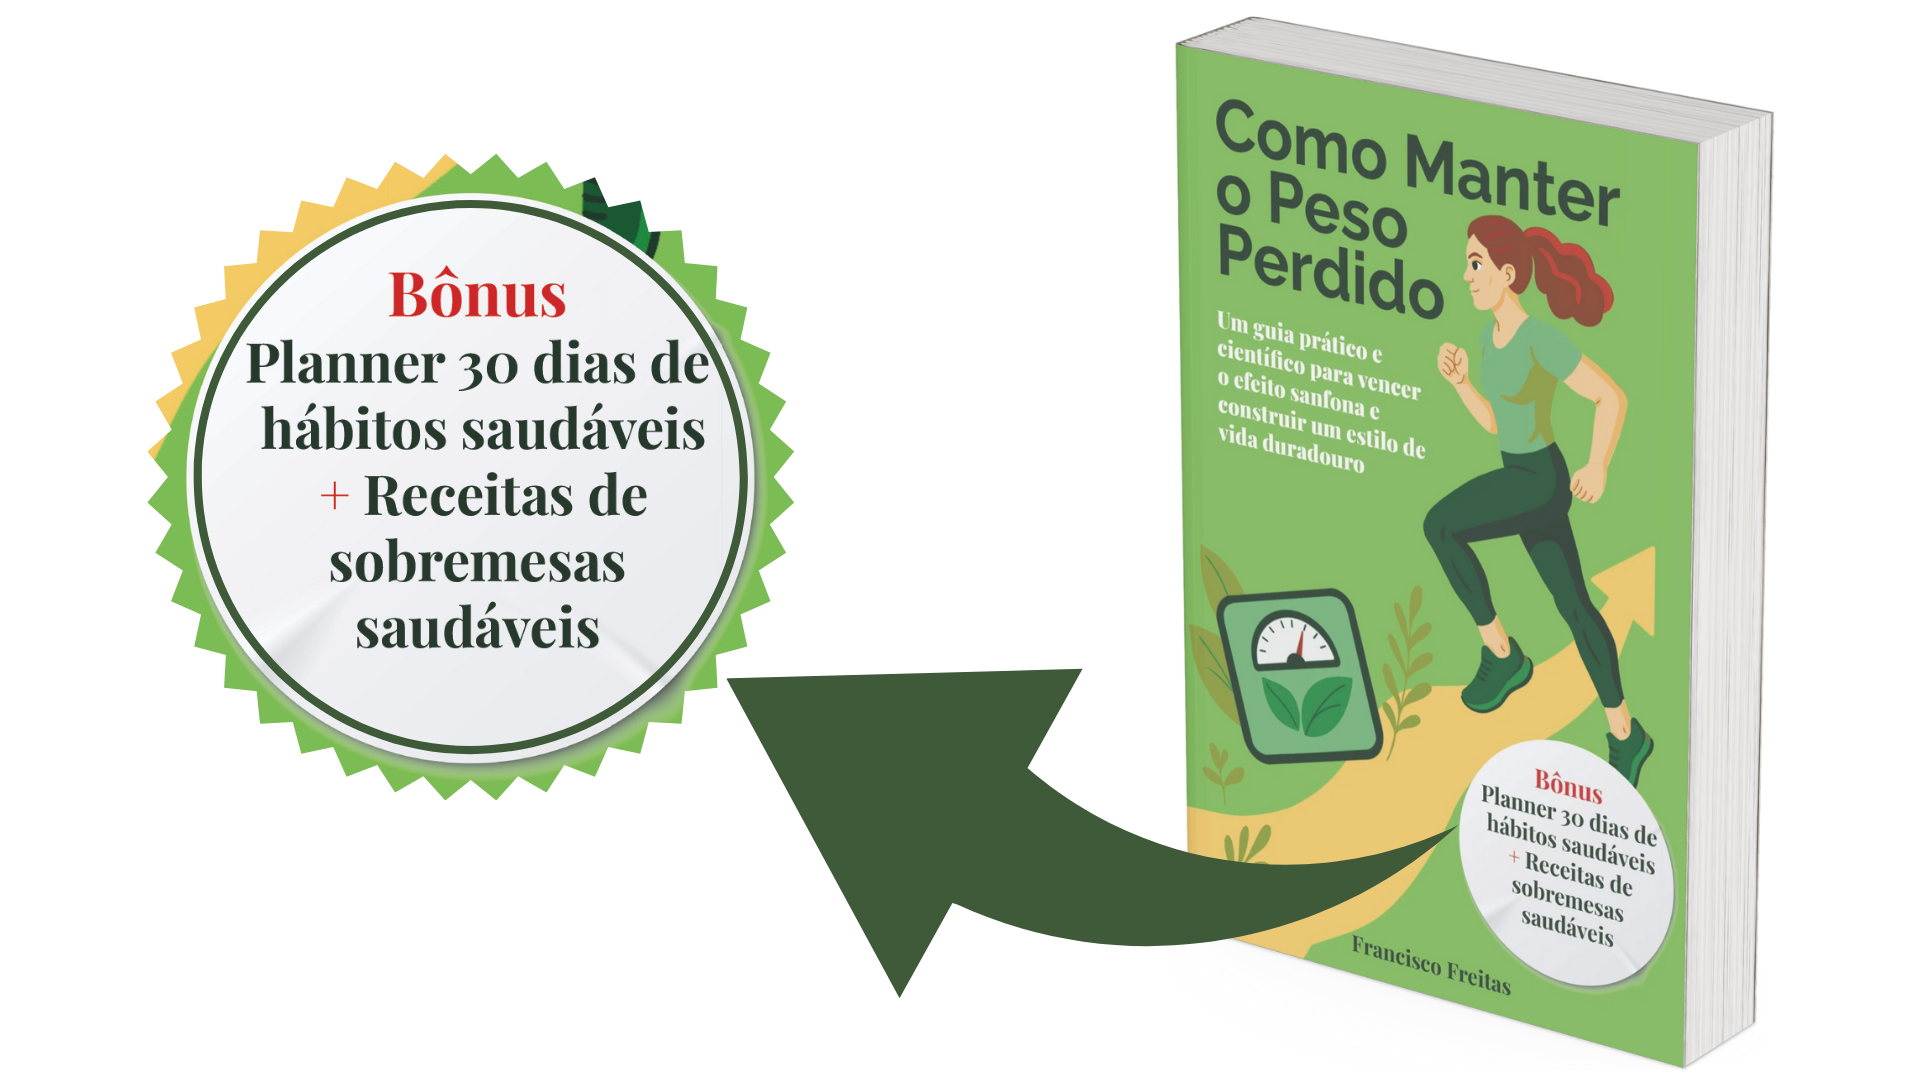 Bônus
Planner 30 dias de
hábitos saudáveis
+ Receitas de
sobremesas
saudáveis
Como Manter
o Peso
Perdido
Um guia prático e
científico para vencer
o efeito sanfona e
construir um estilo de
vida duradouro
Bônus
Planner 30 dias de
hábitos saudáveis
+ Receitas de
sobremesas
saudáveis
Francisco Freitas